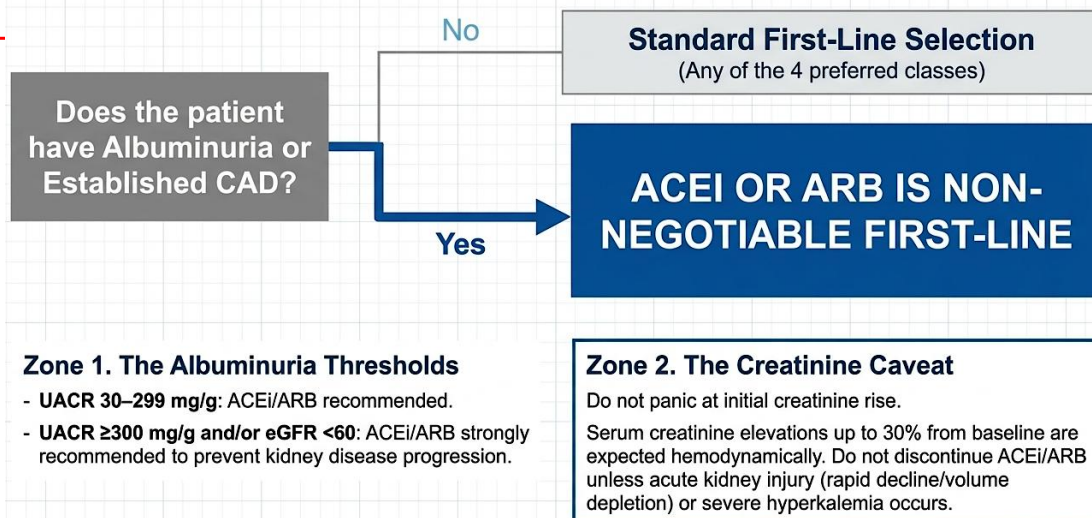 No
Standard First-Line Selection
(Any of the 4 preferred classes)
Does the patient
have Albuminuria or
Established CAD?
ACEI OR ARB IS NON-
NEGOTIABLE FIRST-LINE
Yes
Zone 1. The Albuminuria Thresholds
- UACR 30–299 mg/g: ACEi/ARB recommended.
- UACR ≥300 mg/g and/or eGFR <60: ACEi/ARB strongly
recommended to prevent kidney disease progression.
Zone 2. The Creatinine Caveat
Do not panic at initial creatinine rise.
Serum creatinine elevations up to 30% from baseline are
expected hemodynamically. Do not discontinue ACEi/ARB
unless acute kidney injury (rapid decline/volume
depletion) or severe hyperkalemia occurs.